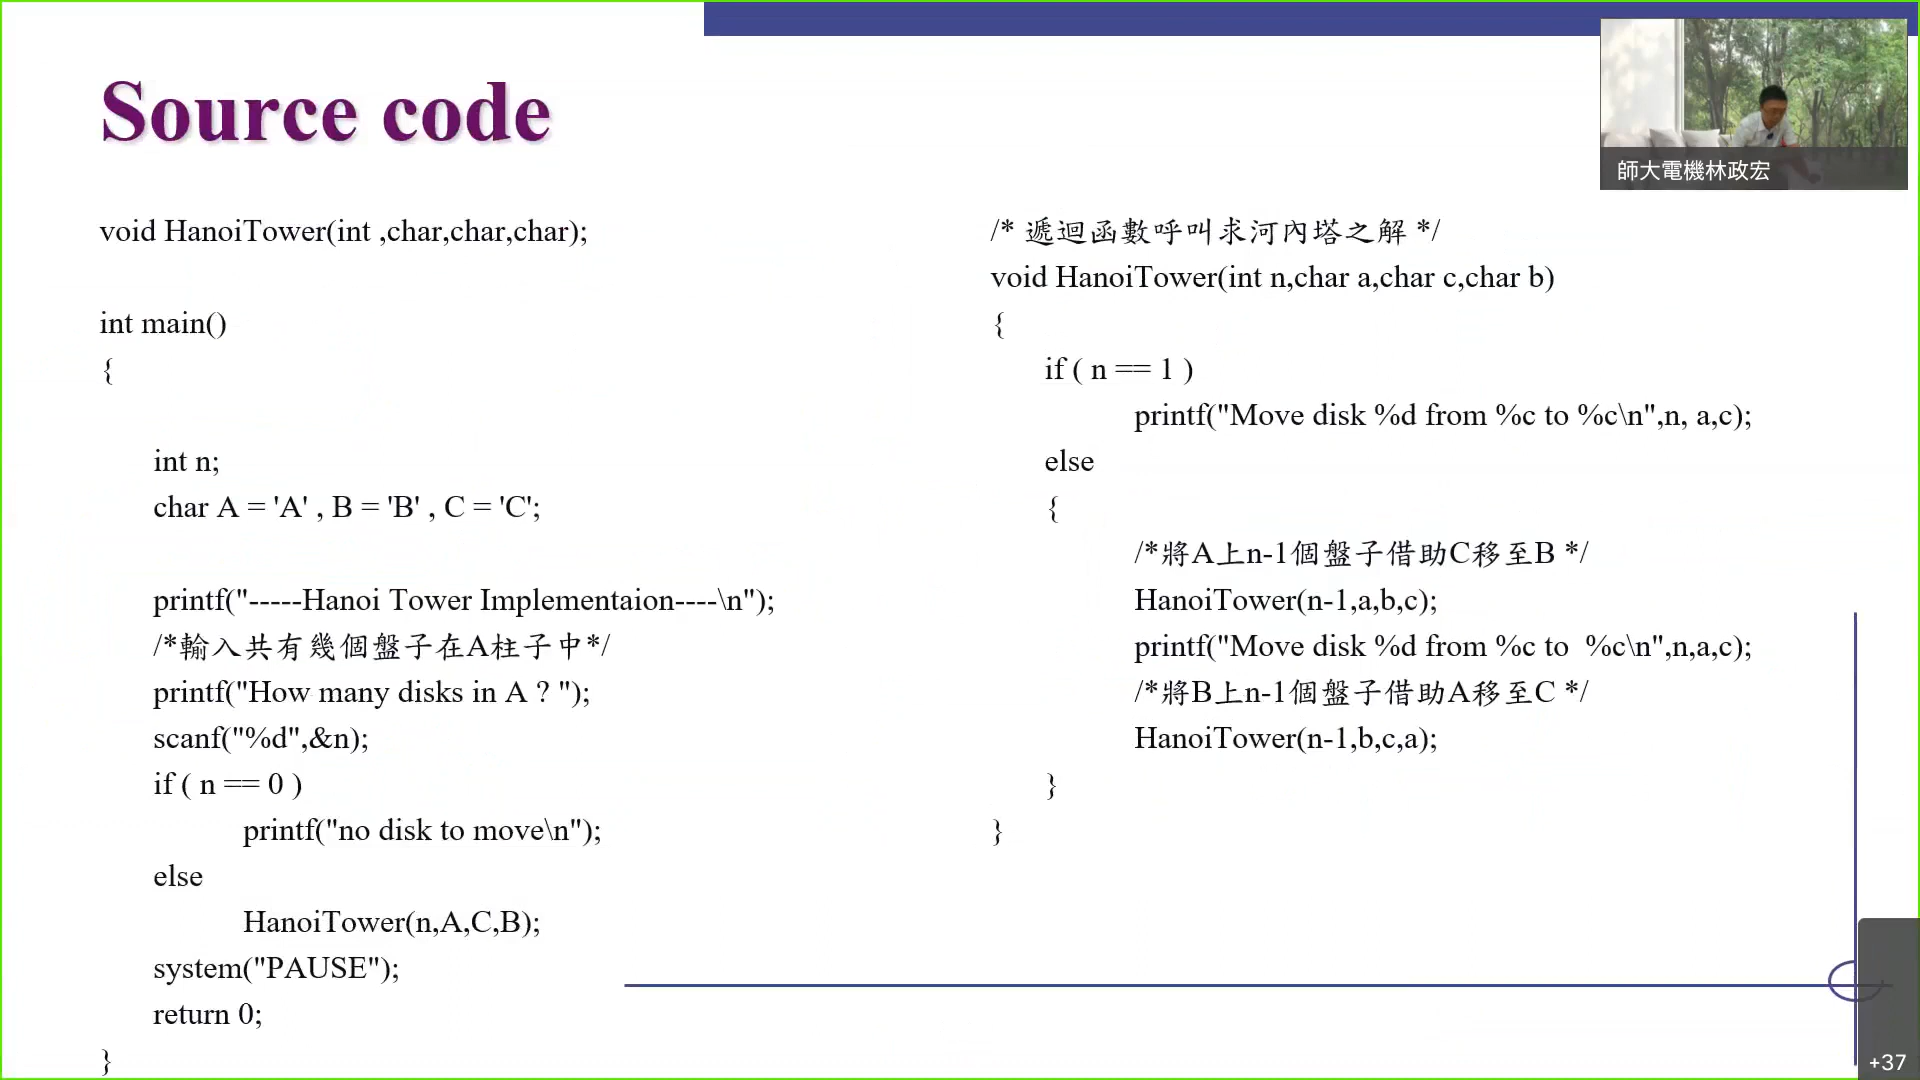 Source code
void HanoiTower(int ,char,char,char);
int main()
{
int n;
char A = 'A' , B = 'B' , C = 'C';
printf("-----Hanoi Tower Implementaion----\n");
/*輸入共有幾個盤子在A柱子中*/
printf("How many disks in A ? ");
scanf("%d",&n);
if ( n == 0 )
printf("no disk to move\n");
else
HanoiTower(n,A,C,B);
system("PAUSE");
return 0;
}
/* 遞迴函數呼叫求河內塔之解 */
void HanoiTower(int n,char a,char c,char b)
{
if ( n == 1 )
printf("Move disk %d from %c to %c\n",n, a,c);
else
{
/*將A上n-1個盤子借助C移至B */
HanoiTower(n-1,a,b,c);
printf("Move disk %d from %c to  %c\n",n,a,c);
/*將B上n-1個盤子借助A移至C */
HanoiTower(n-1,b,c,a);
}
}
師大電機林政宏
+37